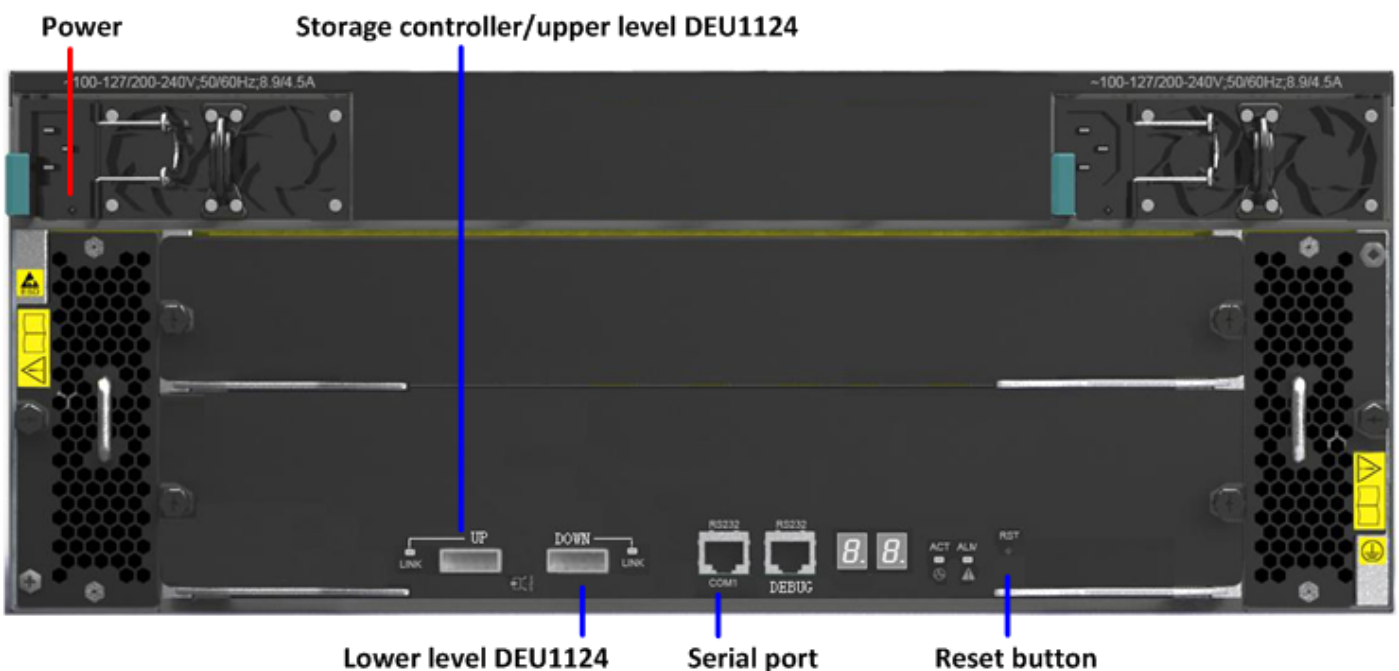 Power
Storage controller/upper level DEU1124
~100-127/200-240V;50/60Hz;8.9/4.5A
~100-127/200-240V;50/60Hz;8.9/4.5A
ESD
RS232
RS232
RST
UP
DOWN
8.8.
ACT
ALM
LINK
LINK
COM1
DEBUG
Lower level DEU1124
Serial port
Reset button